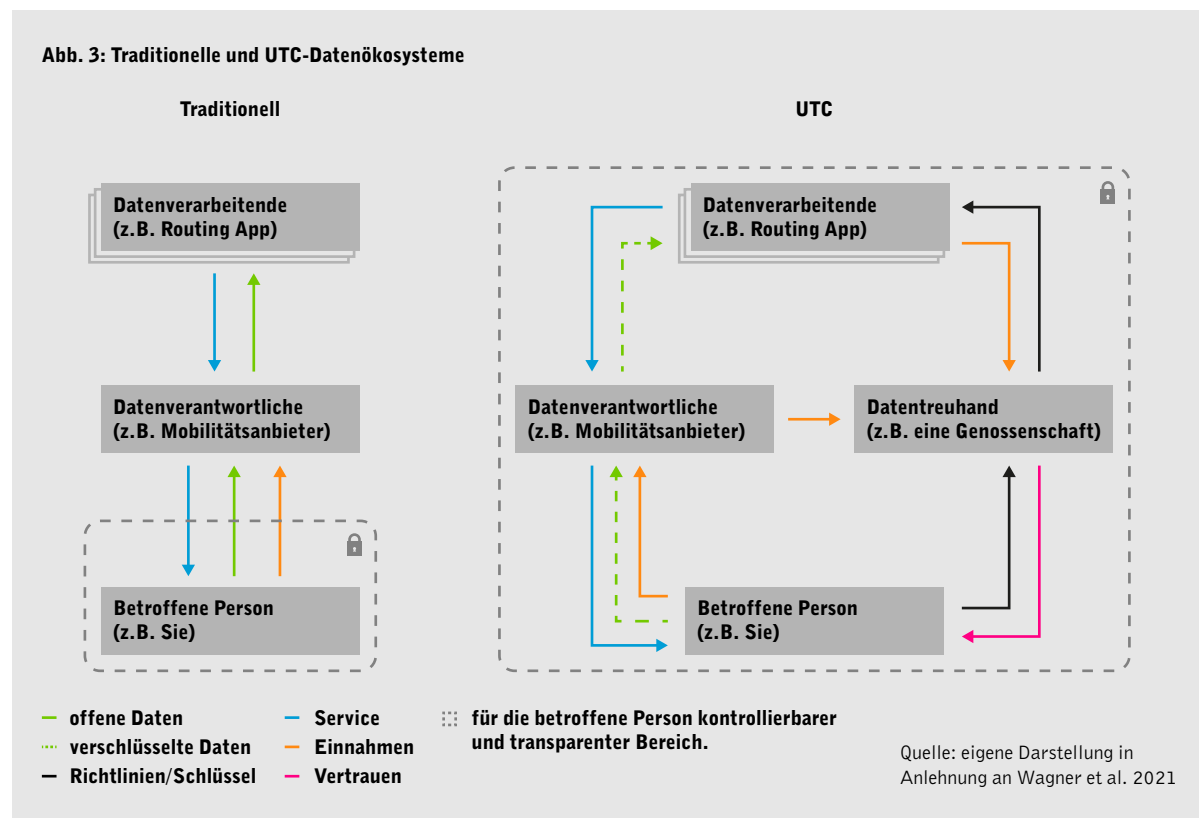 Abb. 3: Traditionelle und UTC-Datenökosysteme
Traditionell
Datenverarbeitende
(z.B. Routing App)
Datenverantwortliche
(z.B. Mobilitätsanbieter)
Betroffene Person
(z.B. Sie)
UTC
Datenverarbeitende
(z.B. Routing App)
Datenverantwortliche
(z.B. Mobilitätsanbieter)
Datentreuhand
(z.B. eine Genossenschaft)
Betroffene Person
(z.B. Sie)
offene Daten
verschlüsselte Daten
Richtlinien/Schlüssel
Service
Einnahmen
Vertrauen
für die betroffene Person kontrollierbarer
und transparenter Bereich.
Quelle: eigene Darstellung in
Anlehnung an Wagner et al. 2021